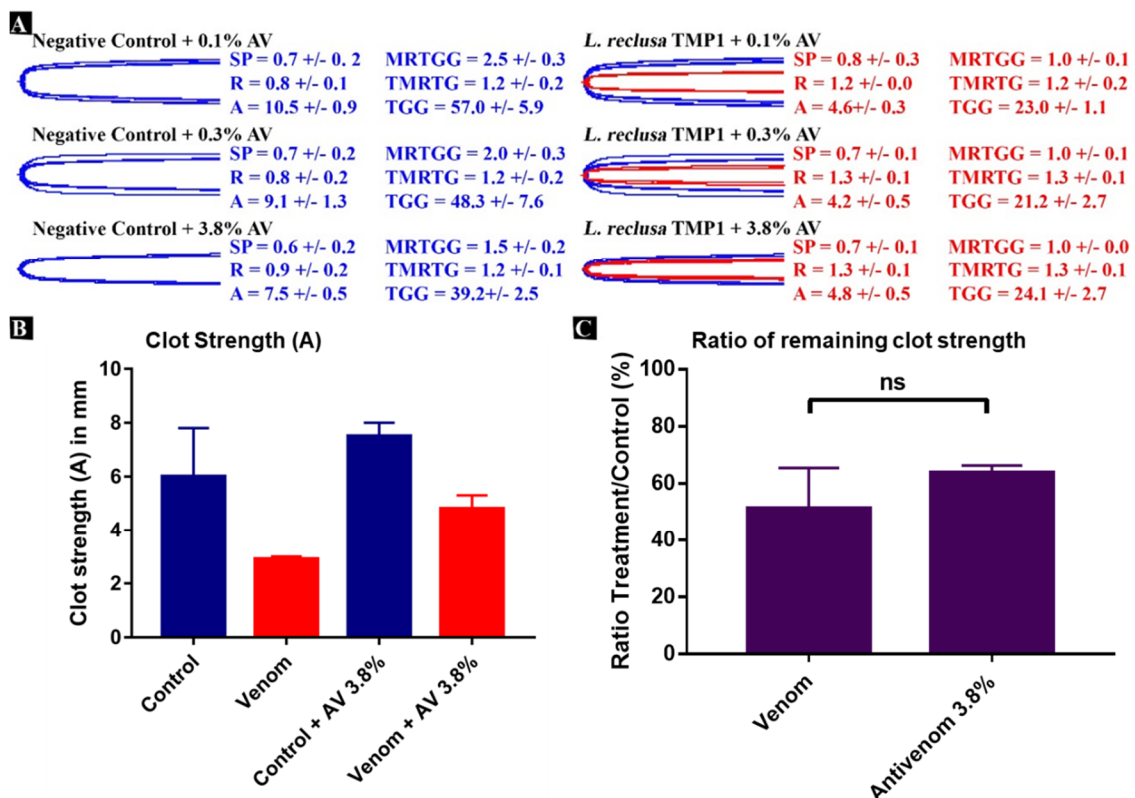 A
Negative Control + 0.1% AV
SP = 0.7 +/- 0. 2 MRTGG = 2.5 +/- 0.3
R = 0.8 +/- 0.1 TMRTG = 1.2 +/- 0.2
A = 10.5 +/- 0.9 TGG = 57.0 +/- 5.9
Negative Control + 0.3% AV
SP = 0.7 +/- 0.2 MRTGG = 2.0 +/- 0.3
R = 0.8 +/- 0.2 TMRTG = 1.2 +/- 0.2
A = 9.1 +/- 1.3 TGG = 48.3 +/- 7.6
Negative Control + 3.8% AV
SP = 0.6 +/- 0.2 MRTGG = 1.5 +/- 0.2
R = 0.9 +/- 0.2 TMRTG = 1.2 +/- 0.1
A = 7.5 +/- 0.5 TGG = 39.2+/- 2.5
L. reclusa TMP1 + 0.1% AV
SP = 0.8 +/- 0.3 MRTGG = 1.0 +/- 0.1
R = 1.2 +/- 0.0 TMRTG = 1.2 +/- 0.2
A = 4.6+/- 0.3 TGG = 23.0 +/- 1.1
L. reclusa TMP1 + 0.3% AV
SP = 0.7 +/- 0.1 MRTGG = 1.0 +/- 0.1
R = 1.3 +/- 0.1 TMRTG = 1.3 +/- 0.1
A = 4.2 +/- 0.5 TGG = 21.2 +/- 2.7
L. reclusa TMP1 + 3.8% AV
SP = 0.7 +/- 0.1 MRTGG = 1.0 +/- 0.0
R = 1.3 +/- 0.1 TMRTG = 1.3 +/- 0.1
A = 4.8 +/- 0.5 TGG = 24.1 +/- 2.7
B
Clot Strength (A)
Clot strength (A) in mm
10
8
6
4
2
0
Control
Venom
Control + AV 3.8%
Venom + AV 3.8%
C
Ratio of remaining clot strength
Ratio Treatment/Control (%)
100
80
60
40
20
0
ns
Venom
Antivenom 3.8%